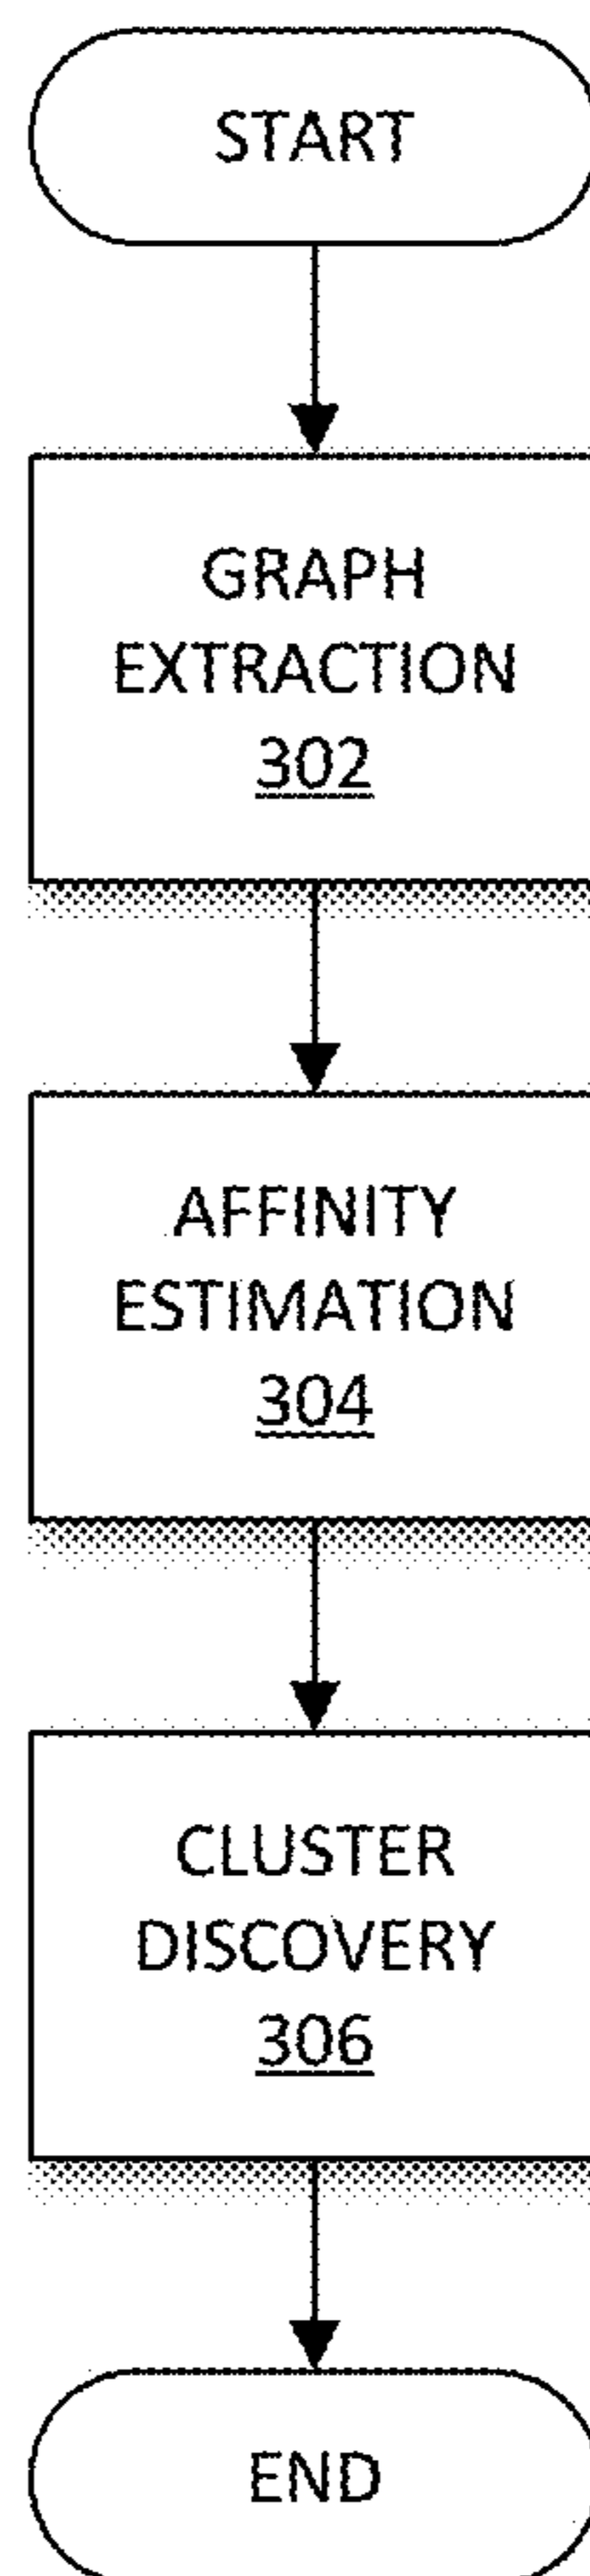 START
GRAPH
EXTRACTION
302
AFFINITY
ESTIMATION
304
CLUSTER
DISCOVERY
306
END